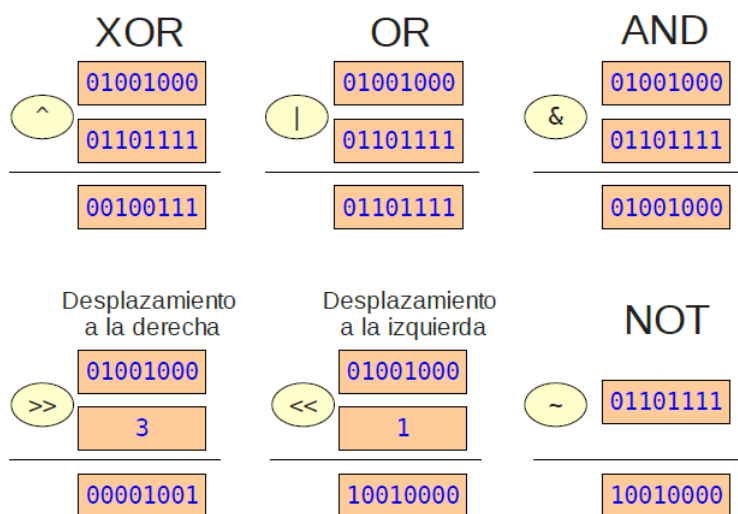 XOR
01001000
^
01101111
00100111
OR
01001000
|
01101111
01101111
AND
01001000
&
01101111
01001000
Desplazamiento
a la derecha
01001000
>>
3
00001001
Desplazamiento
a la izquierda
01001000
<<
1
10010000
NOT
~
01101111
10010000